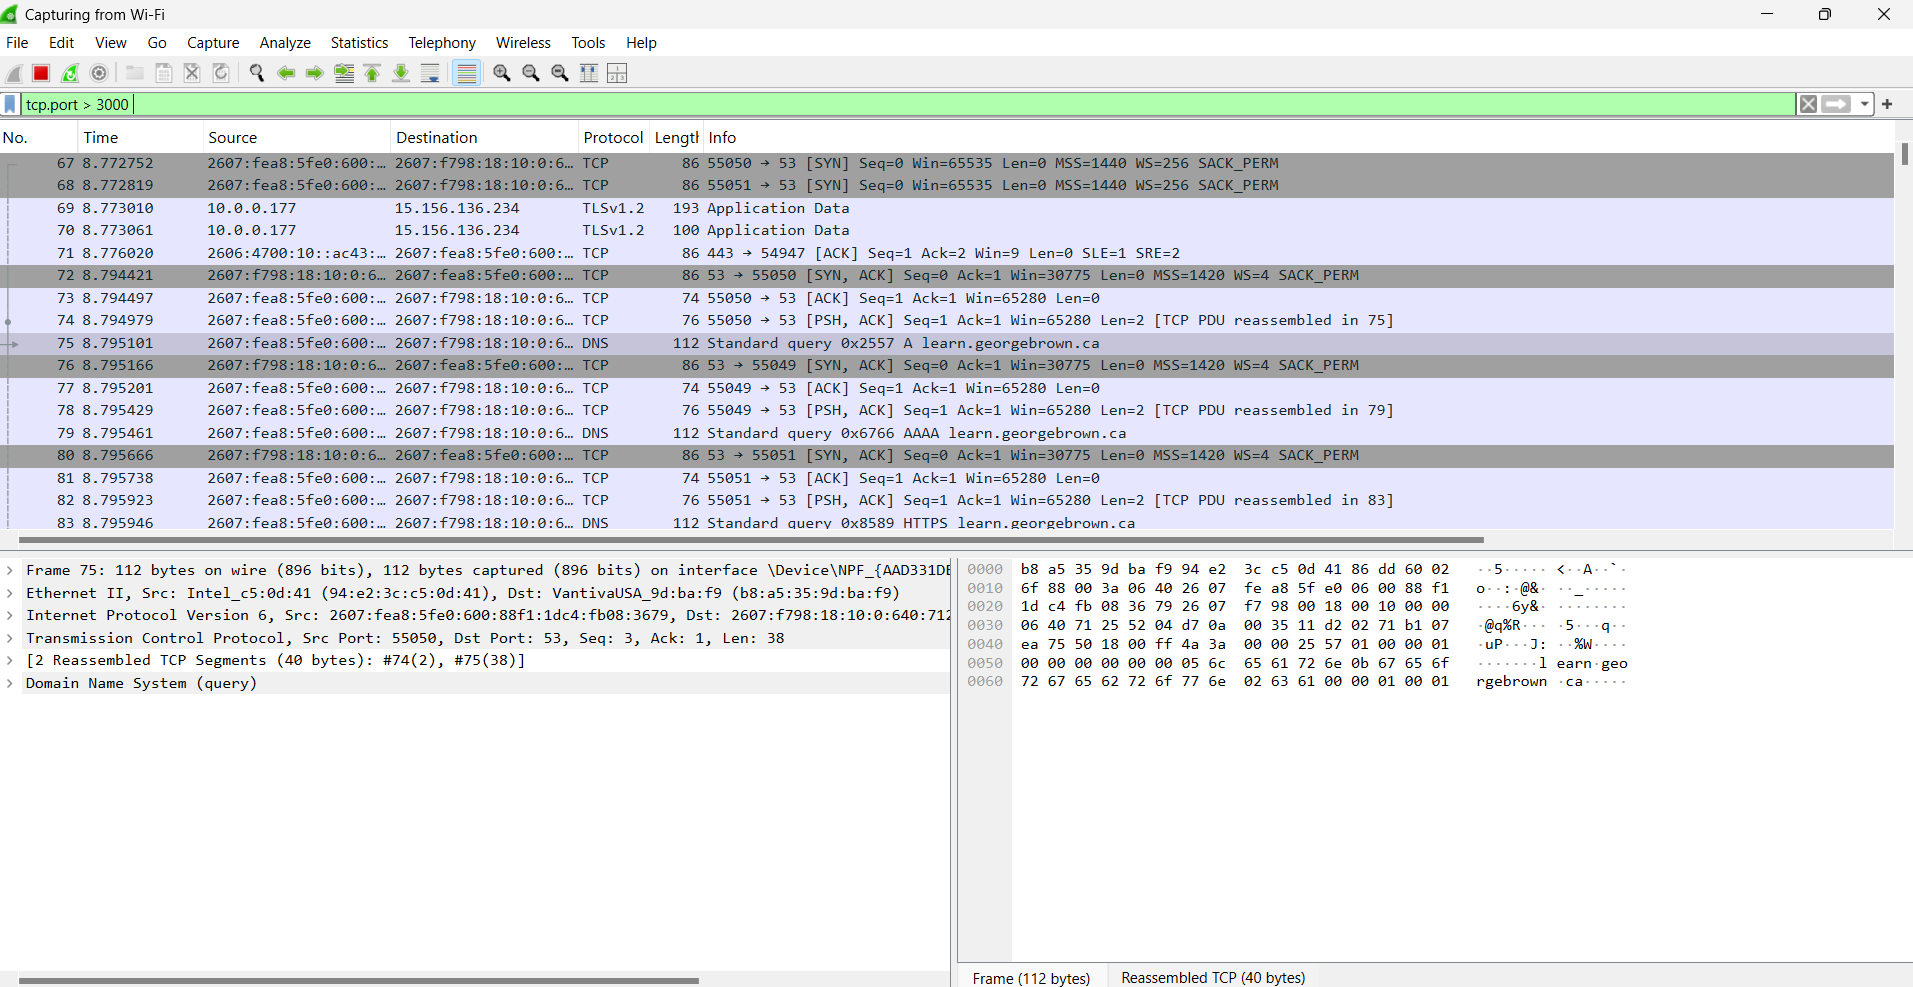 Capturing from Wi-Fi
File Edit View Go Capture Analyze Statistics Telephony Wireless Tools Help
tcp.port > 3000
No. Time Source Destination Protocol Length Info
67 8.772752 2607:fea8:5fe0:600:… 2607:f798:18:10:0:6… TCP 86 55050 → 53 [SYN] Seq=0 Win=65535 Len=0 MSS=1440 WS=256 SACK_PERM
68 8.772819 2607:fea8:5fe0:600:… 2607:f798:18:10:0:6… TCP 86 55051 → 53 [SYN] Seq=0 Win=65535 Len=0 MSS=1440 WS=256 SACK_PERM
69 8.773010 10.0.0.177 15.156.136.234 TLSv1.2 193 Application Data
70 8.773061 10.0.0.177 15.156.136.234 TLSv1.2 100 Application Data
71 8.776020 2606:4700:10::ac43:… 2607:fea8:5fe0:600:… TCP 86 443 → 54947 [ACK] Seq=1 Ack=2 Win=9 Len=0 SLE=1 SRE=2
72 8.794421 2607:f798:18:10:0:6… 2607:fea8:5fe0:600:… TCP 86 53 → 55050 [SYN, ACK] Seq=0 Ack=1 Win=30775 Len=0 MSS=1420 WS=4 SACK_PERM
73 8.794497 2607:fea8:5fe0:600:… 2607:f798:18:10:0:6… TCP 74 55050 → 53 [ACK] Seq=1 Ack=1 Win=65280 Len=0
74 8.794979 2607:fea8:5fe0:600:… 2607:f798:18:10:0:6… TCP 76 55050 → 53 [PSH, ACK] Seq=1 Ack=1 Win=65280 Len=2 [TCP PDU reassembled in 75]
75 8.795101 2607:fea8:5fe0:600:… 2607:f798:18:10:0:6… DNS 112 Standard query 0x2557 A learn.georgebrown.ca
76 8.795166 2607:f798:18:10:0:6… 2607:fea8:5fe0:600:… TCP 86 53 → 55049 [SYN, ACK] Seq=0 Ack=1 Win=30775 Len=0 MSS=1420 WS=4 SACK_PERM
77 8.795201 2607:fea8:5fe0:600:… 2607:f798:18:10:0:6… TCP 74 55049 → 53 [ACK] Seq=1 Ack=1 Win=65280 Len=0
78 8.795429 2607:fea8:5fe0:600:… 2607:f798:18:10:0:6… TCP 76 55049 → 53 [PSH, ACK] Seq=1 Ack=1 Win=65280 Len=2 [TCP PDU reassembled in 79]
79 8.795461 2607:fea8:5fe0:600:… 2607:f798:18:10:0:6… DNS 112 Standard query 0x6766 AAAA learn.georgebrown.ca
80 8.795666 2607:f798:18:10:0:6… 2607:fea8:5fe0:600:… TCP 86 53 → 55051 [SYN, ACK] Seq=0 Ack=1 Win=30775 Len=0 MSS=1420 WS=4 SACK_PERM
81 8.795738 2607:fea8:5fe0:600:… 2607:f798:18:10:0:6… TCP 74 55051 → 53 [ACK] Seq=1 Ack=1 Win=65280 Len=0
82 8.795923 2607:fea8:5fe0:600:… 2607:f798:18:10:0:6… TCP 76 55051 → 53 [PSH, ACK] Seq=1 Ack=1 Win=65280 Len=2 [TCP PDU reassembled in 83]
83 8.795946 2607:fea8:5fe0:600:… 2607:f798:18:10:0:6… DNS 112 Standard query 0x8589 HTTPS learn.georgebrown.ca
Frame 75: 112 bytes on wire (896 bits), 112 bytes captured (896 bits) on interface \Device\NPF_{AAD331DE
Ethernet II, Src: Intel_c5:0d:41 (94:e2:3c:c5:0d:41), Dst: VantivaUSA_9d:ba:f9 (b8:a5:35:9d:ba:f9)
Internet Protocol Version 6, Src: 2607:fea8:5fe0:600:88f1:1dc4:fb08:3679, Dst: 2607:f798:18:10:0:640:712
Transmission Control Protocol, Src Port: 55050, Dst Port: 53, Seq: 3, Ack: 1, Len: 38
[2 Reassembled TCP Segments (40 bytes): #74(2), #75(38)]
Domain Name System (query)
0000 b8 a5 35 9d ba f9 94 e2 3c c5 0d 41 86 dd 60 02 ··5····· <··A··`·
0010 6f 88 00 3a 06 40 26 07 fe a8 5f e0 06 00 88 f1 o··:·@&· ··_·····
0020 1d c4 fb 08 36 79 26 07 f7 98 00 18 00 10 00 00 ····6y&· ········
0030 06 40 71 25 52 04 d7 0a 00 35 11 d2 02 71 b1 07 ·@q%R··· ·5···q··
0040 ea 75 50 18 00 ff 4a 3a 00 00 25 57 01 00 00 01 ·uP···J: ··%W····
0050 00 00 00 00 00 00 05 6c 65 61 72 6e 0b 67 65 6f ·······l earn·geo
0060 72 67 65 62 72 6f 77 6e 02 63 61 00 00 01 00 01 rgebrown ·ca·····
Frame (112 bytes) Reassembled TCP (40 bytes)